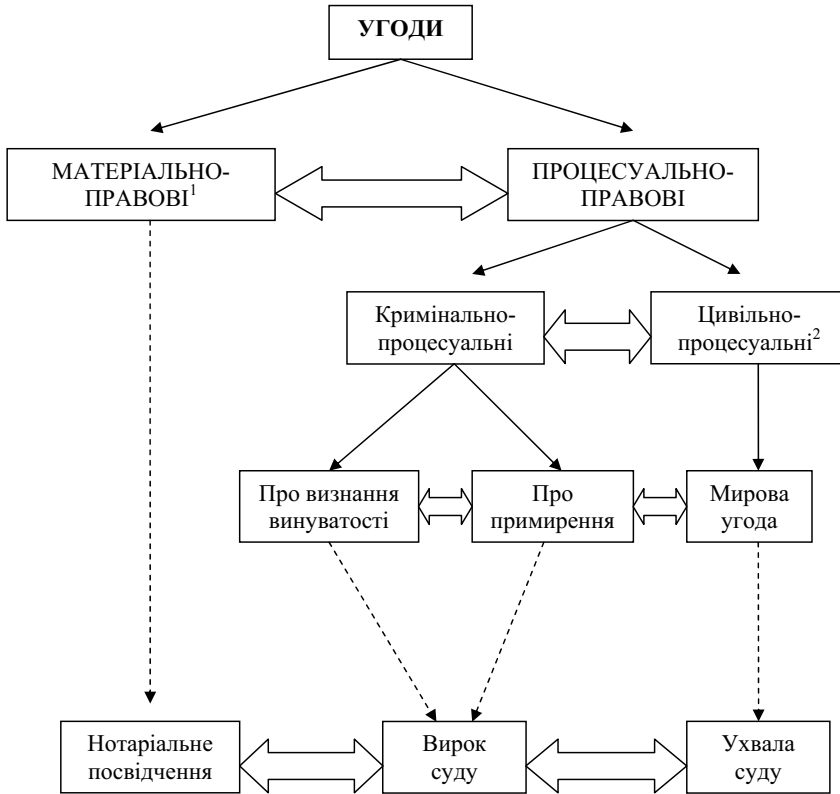 УГОДИ
МАТЕРІАЛЬНО-
ПРАВОВІ¹
ПРОЦЕСУАЛЬНО-
ПРАВОВІ
Кримінально-
процесуальні
Цивільно-
процесуальні²
Про визнання
винуватості
Про
примирення
Мирова
угода
Нотаріальне
посвідчення
Вирок
суду
Ухвала
суду